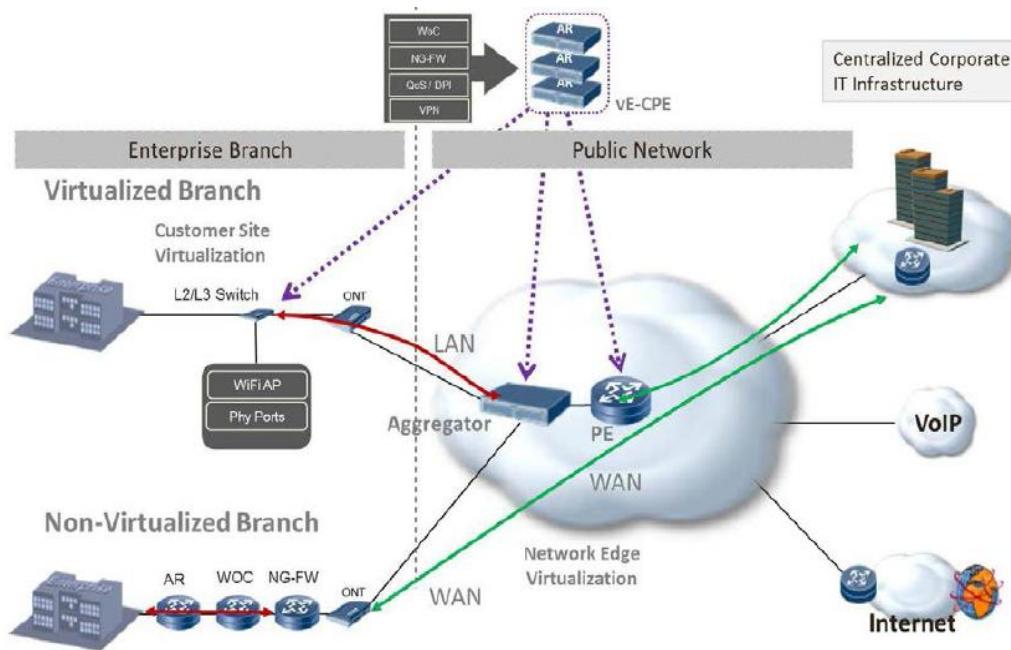 WoC
NG-FW
QoS / DPI
VPN
AR
AR
AR
vE-CPE
Centralized Corporate
IT Infrastructure
Enterprise Branch
Public Network
Virtualized Branch
Customer Site
Virtualization
Enterprise
L2/L3 Switch
ONT
LAN
WiFi AP
Phy Ports
Aggregator
PE
VoIP
WAN
Non-Virtualized Branch
Network Edge
Virtualization
Enterprise
AR
WOC
NG-FW
ONT
WAN
Internet